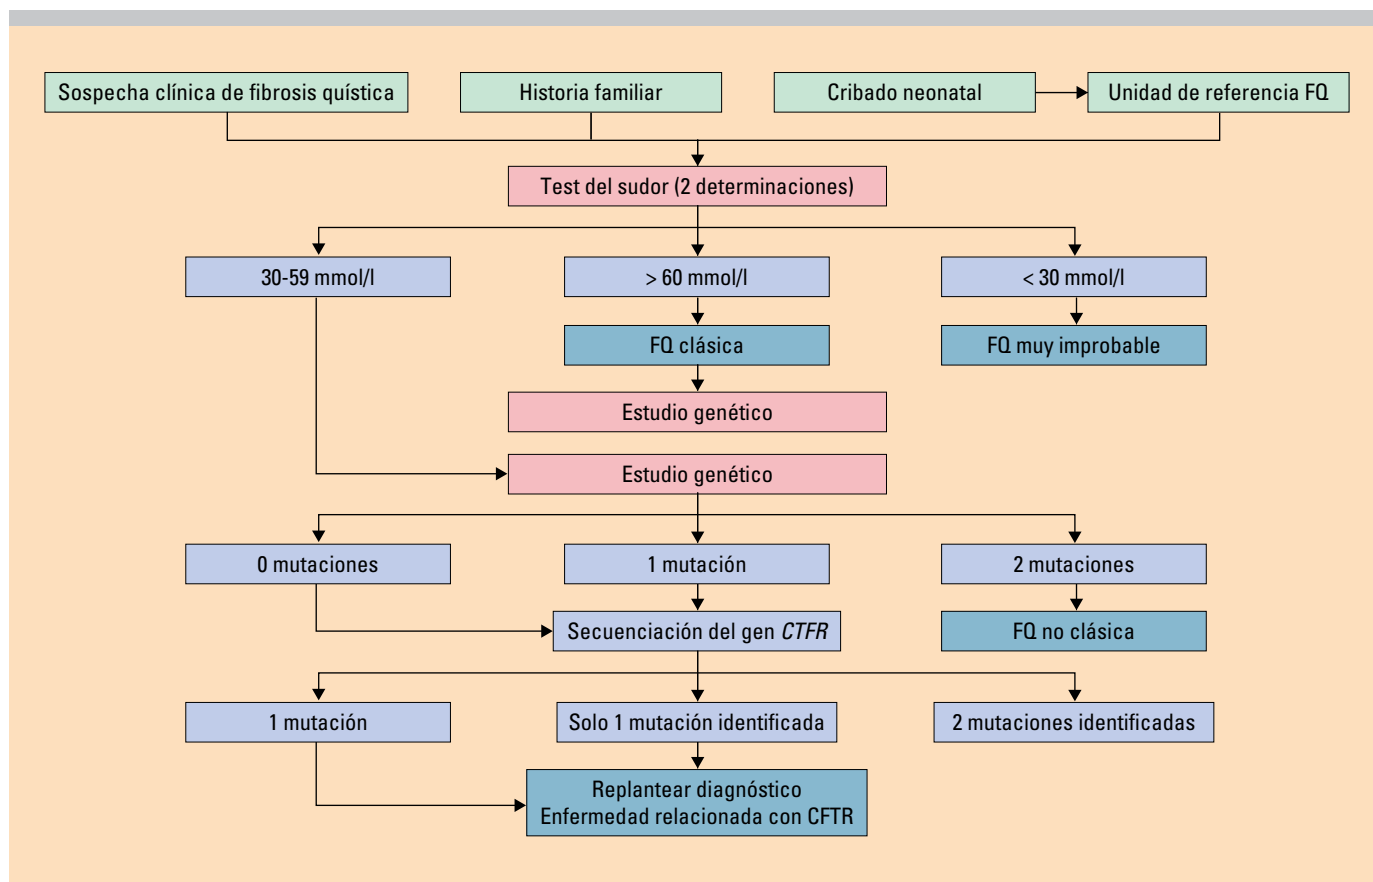 Sospecha clínica de fibrosis quística
Historia familiar
Cribado neonatal
Unidad de referencia FQ
Test del sudor (2 determinaciones)
30-59 mmol/l
> 60 mmol/l
< 30 mmol/l
FQ clásica
FQ muy improbable
Estudio genético
Estudio genético
0 mutaciones
1 mutación
2 mutaciones
Secuenciación del gen CTFR
FQ no clásica
1 mutación
Solo 1 mutación identificada
2 mutaciones identificadas
Replantear diagnóstico
Enfermedad relacionada con CFTR